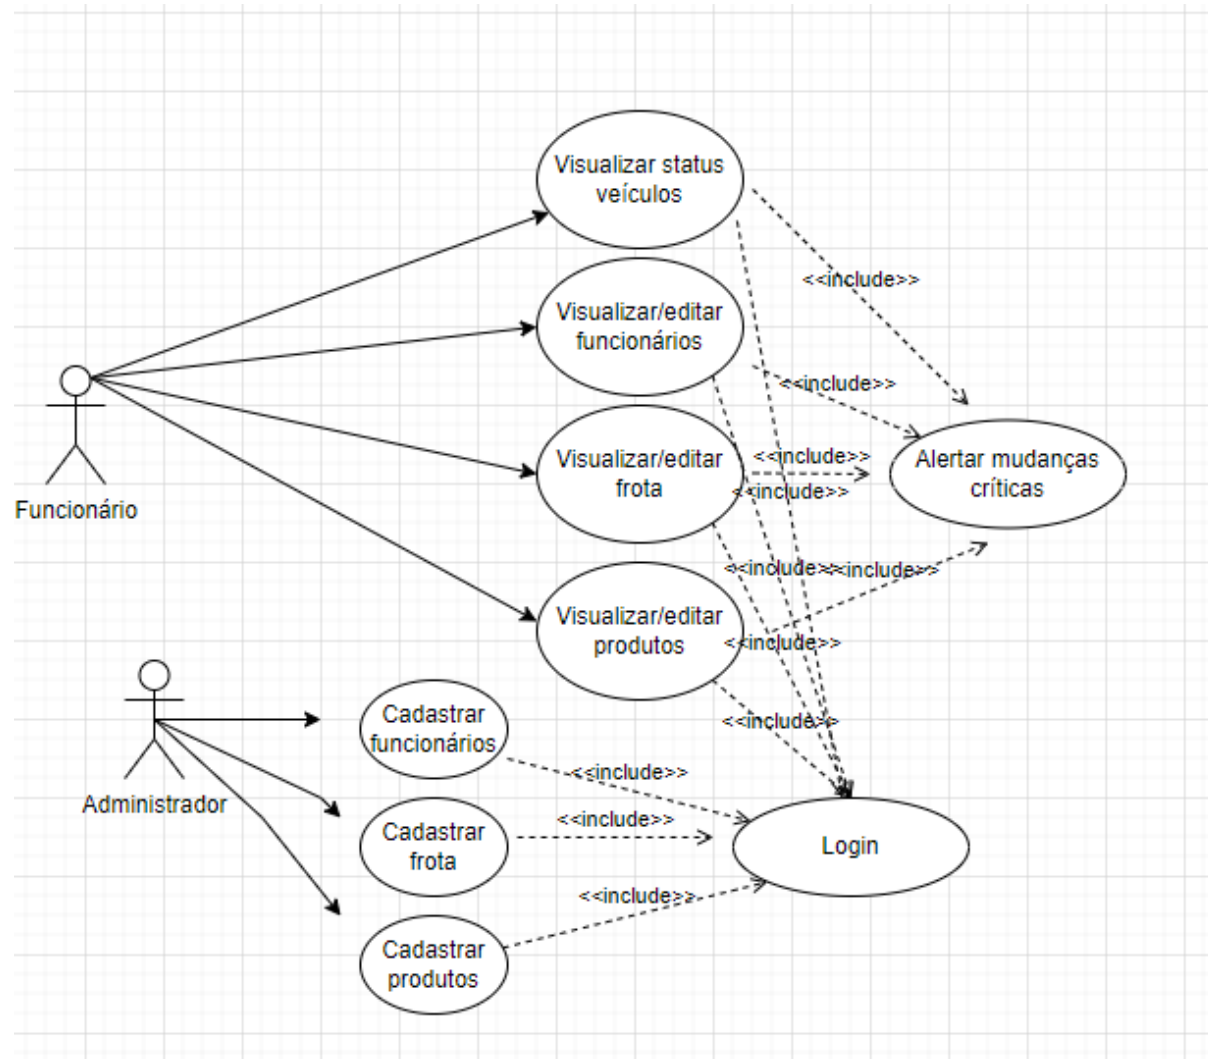 Visualizar status
veículos
<<include>>
Visualizar/editar
funcionários
<<include>>
Visualizar/editar
frota
<<include>>
<<include>>
Alertar mudanças
críticas
Funcionário
<<include>>
<<include>>
Visualizar/editar
produtos
<<include>>
<<include>>
Cadastrar
funcionários
<<include>>
Administrador
<<include>>
Cadastrar
frota
Login
<<include>>
Cadastrar
produtos